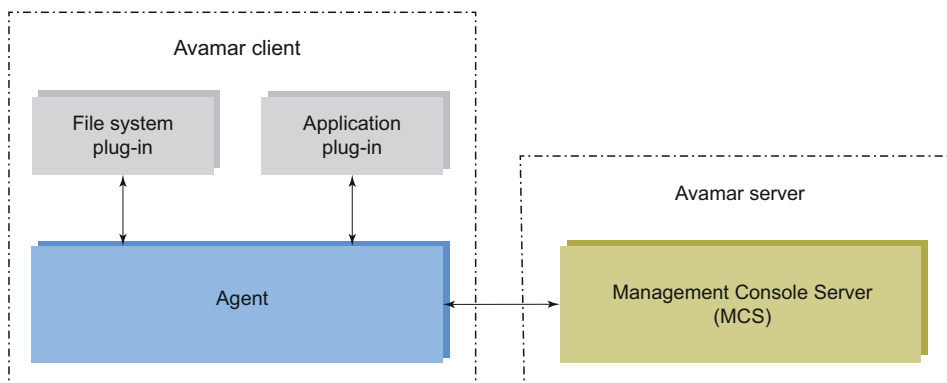 Avamar client
File system
plug-in
Application
plug-in
Avamar server
Agent
Management Console Server
(MCS)